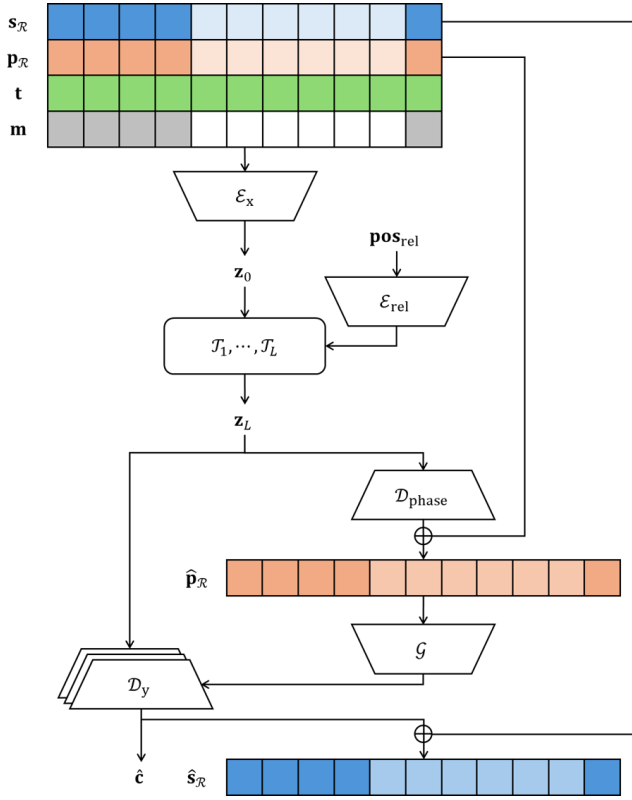 s_ℛ
p_ℛ
t
m
ℰ_x
pos_rel
z_0
ℰ_rel
𝒯_1, ⋯, 𝒯_L
z_L
𝒟_phase
p̂_ℛ
𝒢
𝒟_y
ĉ
ŝ_ℛ